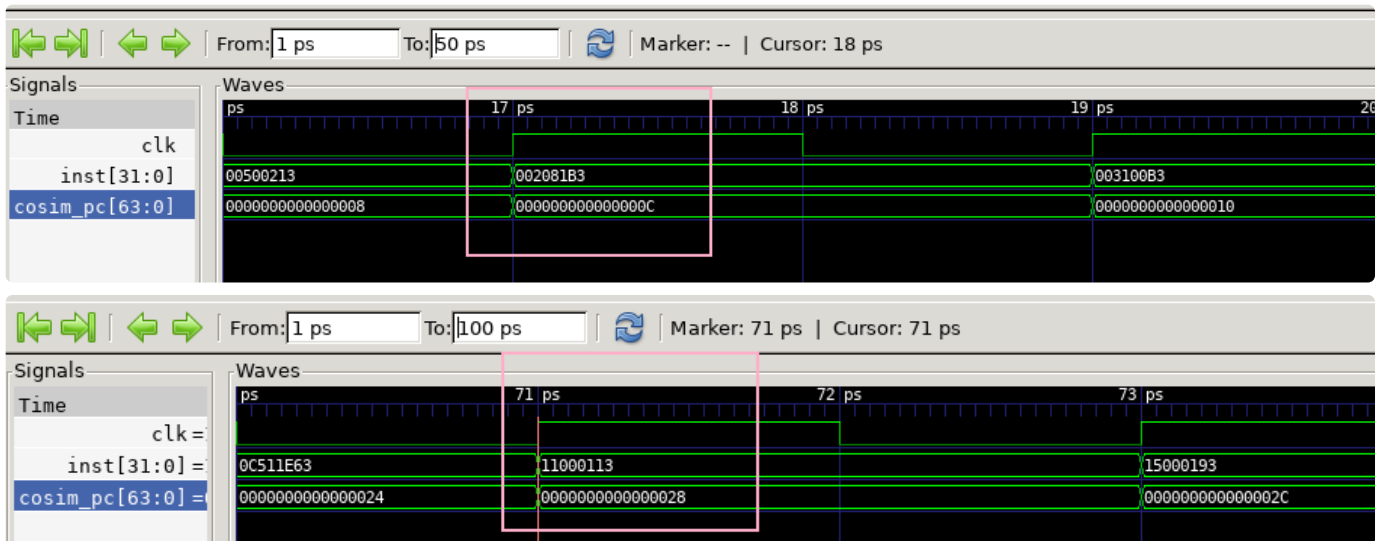 From: 1 ps To: 50 ps Marker: -- | Cursor: 18 ps
Signals Waves
Time ps 17 ps 18 ps 19 ps 20
clk
inst[31:0] 00500213 002081B3 003100B3
cosim_pc[63:0] 0000000000000008 000000000000000C 0000000000000010
From: 1 ps To: 100 ps Marker: 71 ps | Cursor: 71 ps
Signals Waves
Time ps 71 ps 72 ps 73 ps
clk =
inst[31:0] = 0C511E63 11000113 15000193
cosim_pc[63:0] = 0000000000000024 0000000000000028 000000000000002C